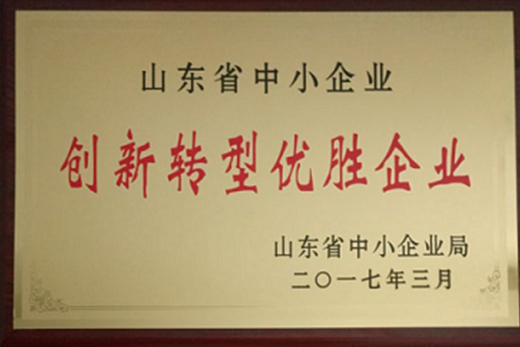 山东省中小企业
创新转型优胜企业
山东省中小企业局
二〇一七年三月